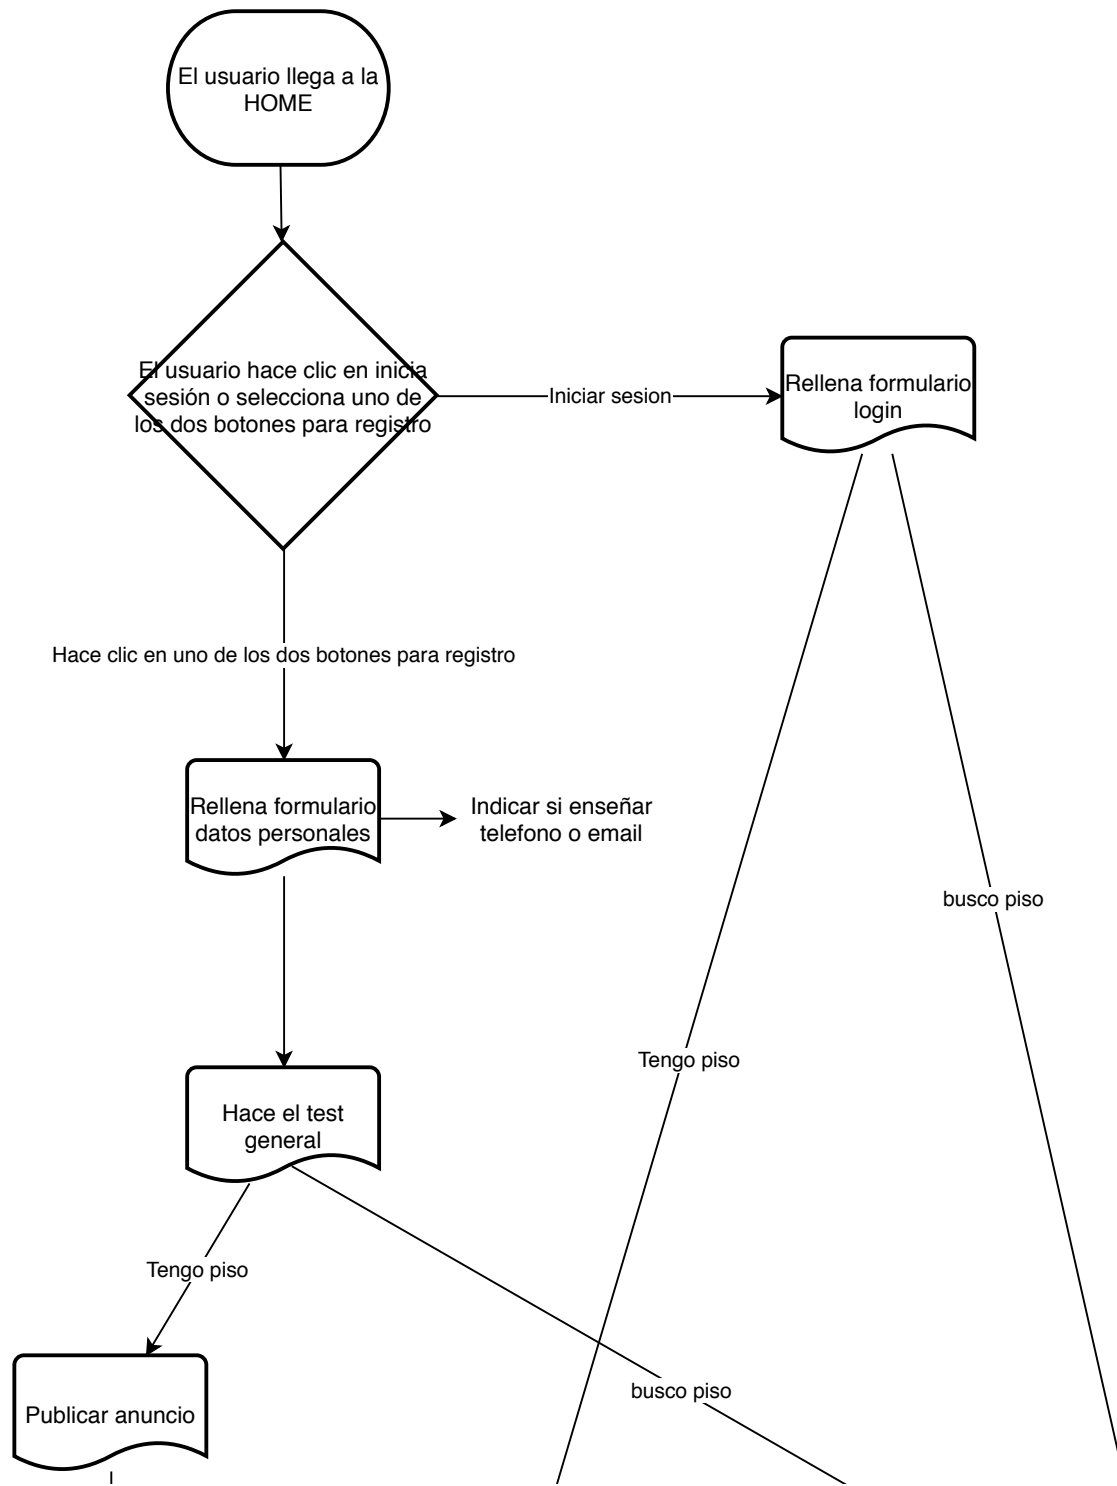 El usuario llega a la
HOME
El usuario hace clic en inicia
sesión o selecciona uno de
los dos botones para registro
Iniciar sesion
Rellena formulario
login
Hace clic en uno de los dos botones para registro
Rellena formulario
datos personales
Indicar si enseñar
telefono o email
busco piso
Tengo piso
Hace el test
general
Tengo piso
busco piso
Publicar anuncio